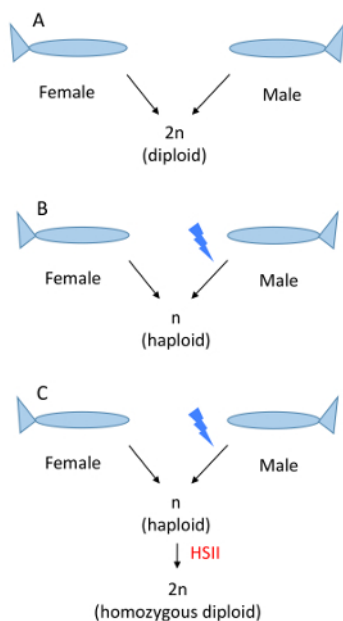 A
Female Male
2n
(diploid)
B
Female Male
n
(haploid)
C
Female Male
n
(haploid)
HSII
2n
(homozygous diploid)